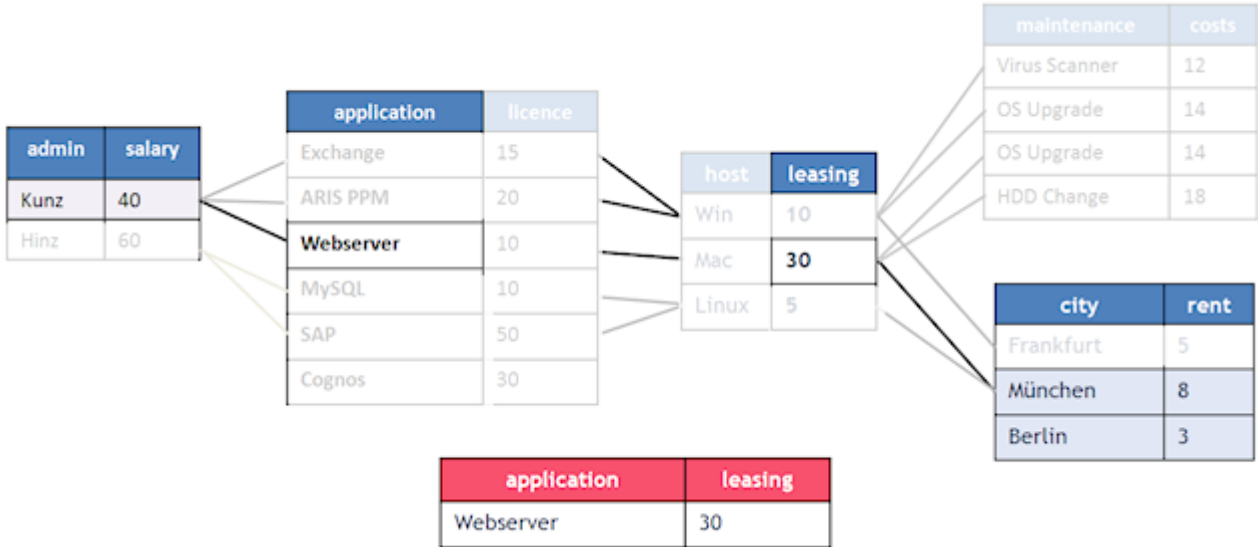 maintenance costs
Virus Scanner 12
OS Upgrade 14
OS Upgrade 14
HDD Change 18
admin salary
Kunz 40
Hinz 60
application licence
Exchange 15
ARIS PPM 20
Webserver 10
MySQL 10
SAP 50
Cognos 30
host leasing
Win 10
Mac 30
Linux 5
city rent
Frankfurt 5
München 8
Berlin 3
application leasing
Webserver 30